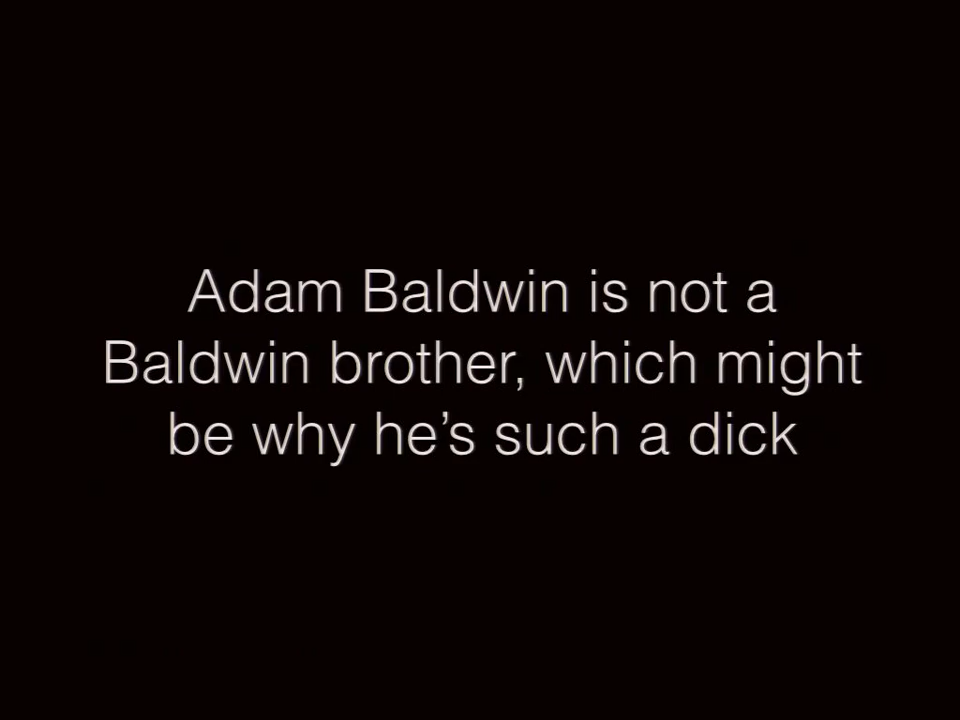 Adam Baldwin is not a
Baldwin brother, which might
be why he’s such a dick